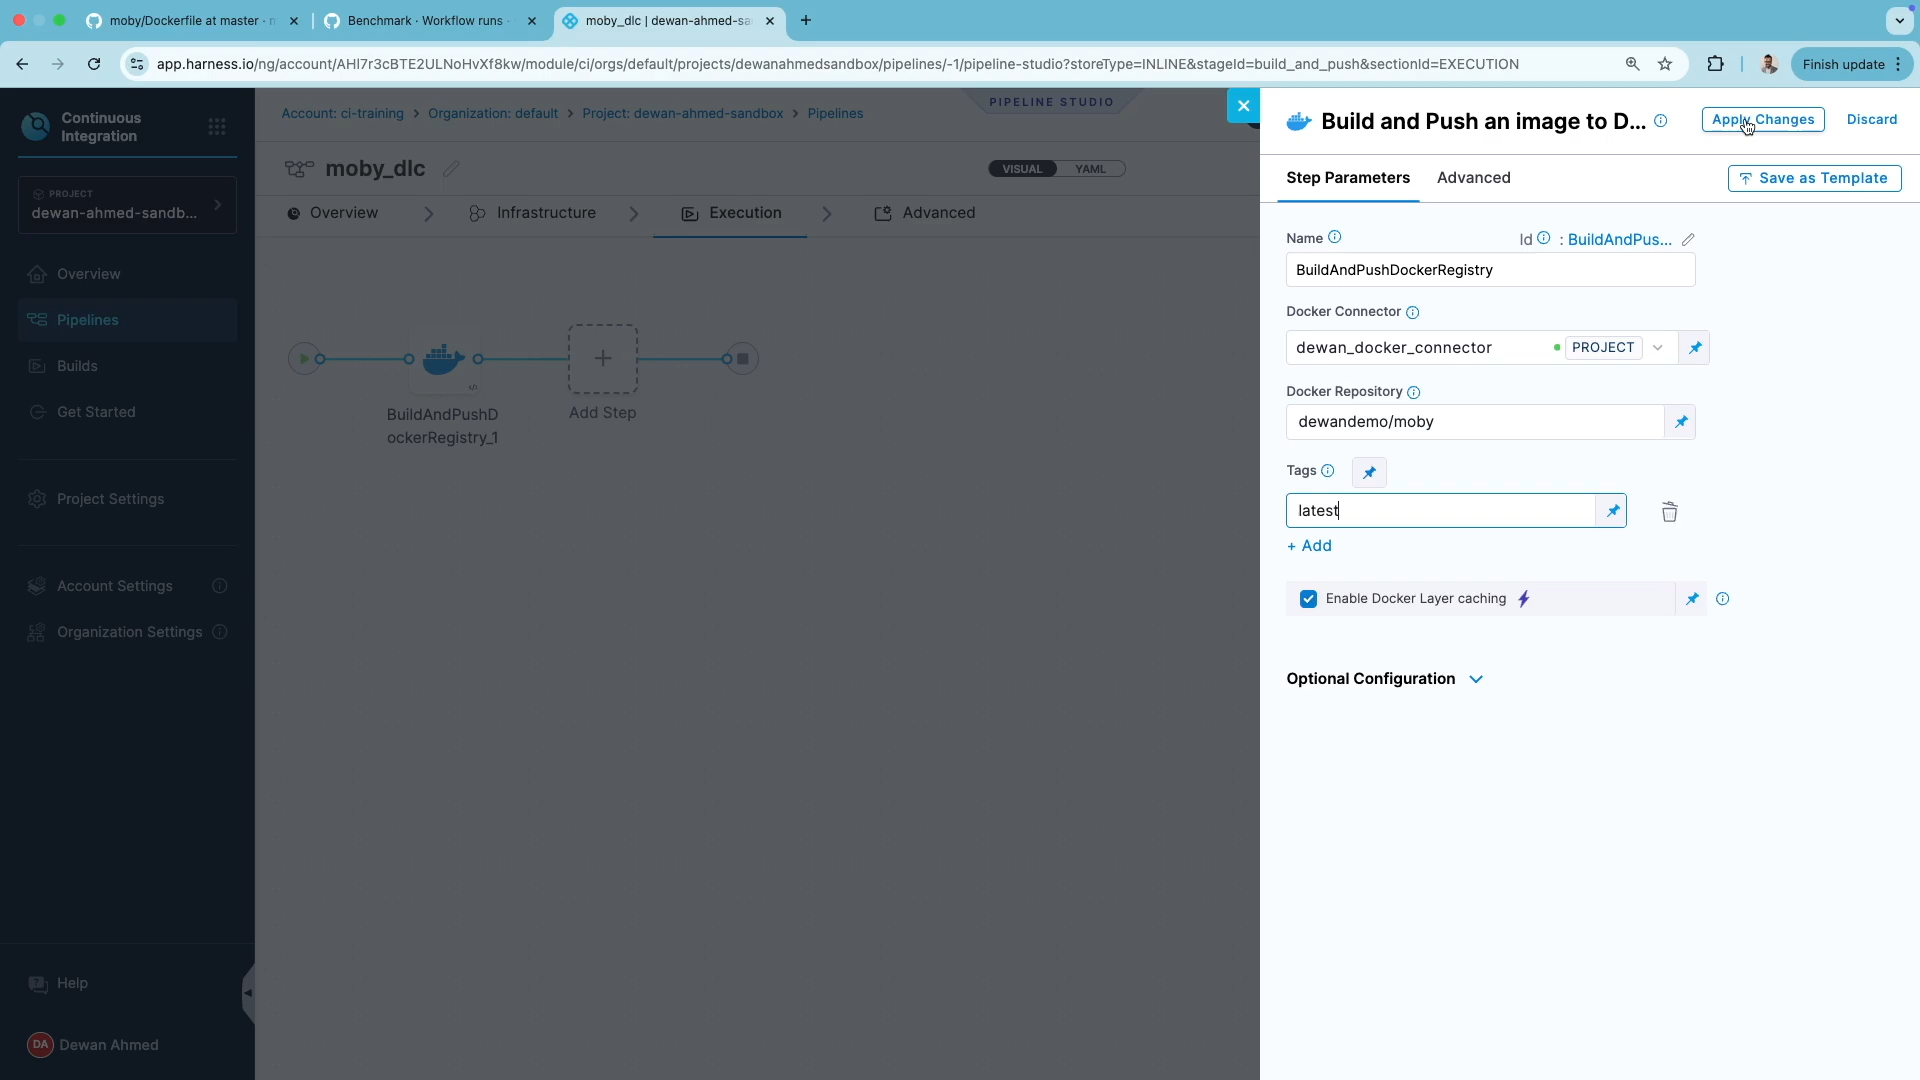 moby/Dockerfile at master ·
Benchmark · Workflow runs ·
moby_dlc | dewan-ahmed-sa
app.harness.io/ng/account/AHI7r3cBTE2ULNoHvXf8kw/module/ci/orgs/default/projects/dewanahmedsandbox/pipelines/-1/pipeline-studio?storeType=INLINE&stageId=build_and_push&sectionId=EXECUTION
Finish update
Continuous
Integration
PROJECT
dewan-ahmed-sandb...
Overview
Pipelines
Builds
Get Started
Project Settings
Account Settings
Organization Settings
Help
DA
Dewan Ahmed
Account: ci-training > Organization: default > Project: dewan-ahmed-sandbox > Pipelines
PIPELINE STUDIO
moby_dlc
VISUAL
YAML
Overview
Infrastructure
Execution
Advanced
BuildAndPushD
ockerRegistry_1
Add Step
Build and Push an image to D...
Apply Changes
Discard
Step Parameters
Advanced
Save as Template
Name
Id : BuildAndPus...
BuildAndPushDockerRegistry
Docker Connector
dewan_docker_connector
PROJECT
Docker Repository
dewandemo/moby
Tags
latest
+ Add
Enable Docker Layer caching
Optional Configuration